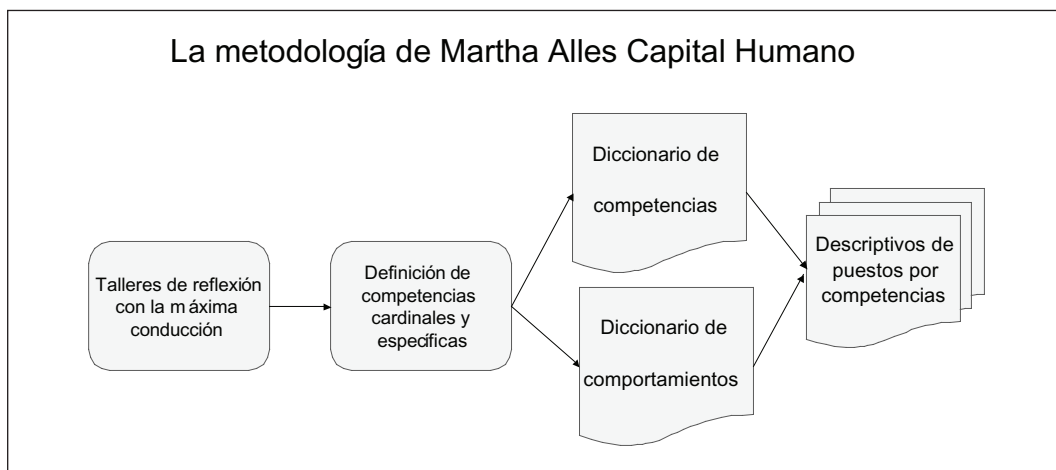 La metodología de Martha Alles Capital Humano
Talleres de reflexión
con la máxima
conducción
Definición de
competencias
cardinales y
específicas
Diccionario de
competencias
Diccionario de
comportamientos
Descriptivos de
puestos por
competencias